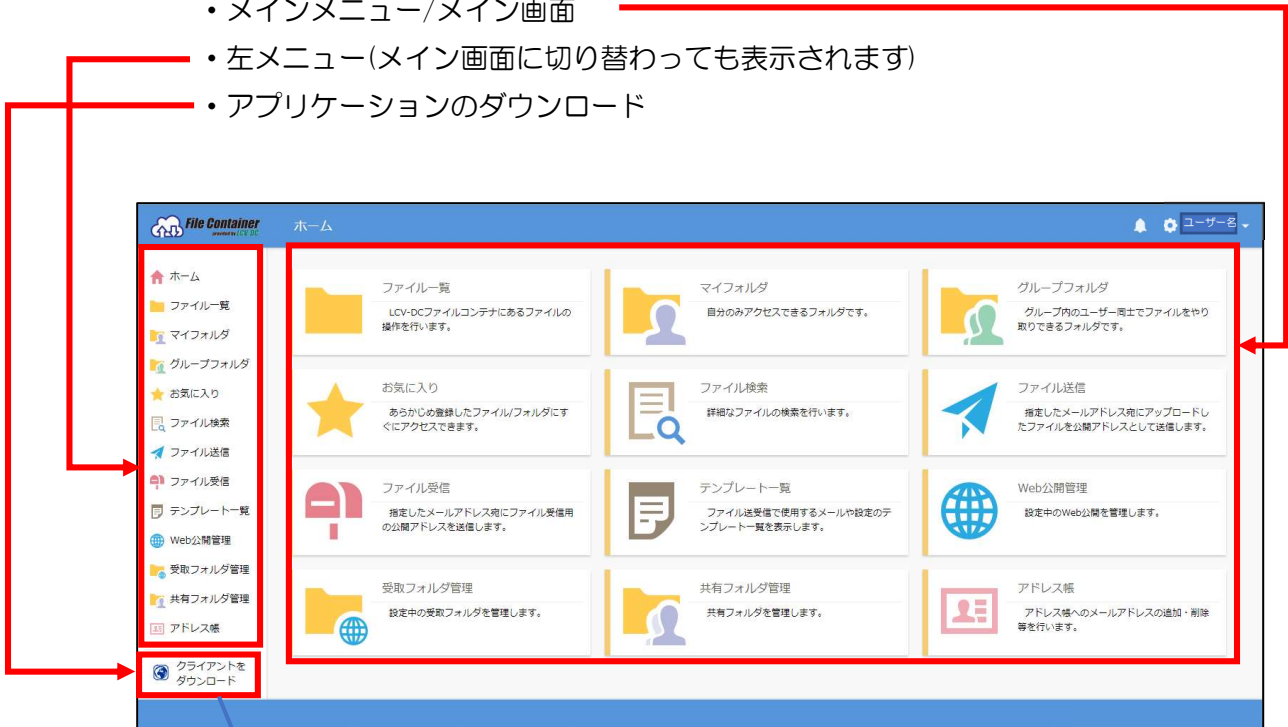 ・メインメニュー/メイン画面
・左メニュー(メイン画面に切り替わっても表示されます)
・アプリケーションのダウンロード
File Container
provided by LCV-DC
ホーム
ユーザー名
ホーム
ファイル一覧
マイフォルダ
グループフォルダ
お気に入り
ファイル検索
ファイル送信
ファイル受信
テンプレート一覧
Web公開管理
受取フォルダ管理
共有フォルダ管理
アドレス帳
クライアントを
ダウンロード
ファイル一覧
LCV-DCファイルコンテナにあるファイルの
操作を行います。
マイフォルダ
自分のみアクセスできるフォルダです。
グループフォルダ
グループ内のユーザー同士でファイルをやり
取りできるフォルダです。
お気に入り
あらかじめ登録したファイル/フォルダにす
ぐにアクセスできます。
ファイル検索
詳細なファイルの検索を行います。
ファイル送信
指定したメールアドレス宛にアップロードし
たファイルを公開アドレスとして送信します。
ファイル受信
指定したメールアドレス宛にファイル受信用
の公開アドレスを送信します。
テンプレート一覧
ファイル送受信で使用するメールや設定のテ
ンプレート一覧を表示します。
Web公開管理
設定中のWeb公開を管理します。
受取フォルダ管理
設定中の受取フォルダを管理します。
共有フォルダ管理
共有フォルダを管理します。
アドレス帳
アドレス帳へのメールアドレスの追加・削除
等を行います。